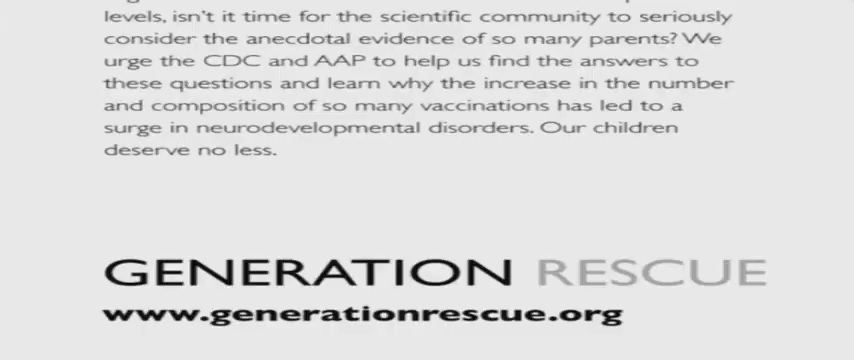 levels, isn't it time for the scientific community to seriously
consider the anecdotal evidence of so many parents? We
urge the CDC and AAP to help us find the answers to
these questions and learn why the increase in the number
and composition of so many vaccinations has led to a
surge in neurodevelopmental disorders. Our children
deserve no less.
GENERATION RESCUE
www.generationrescue.org